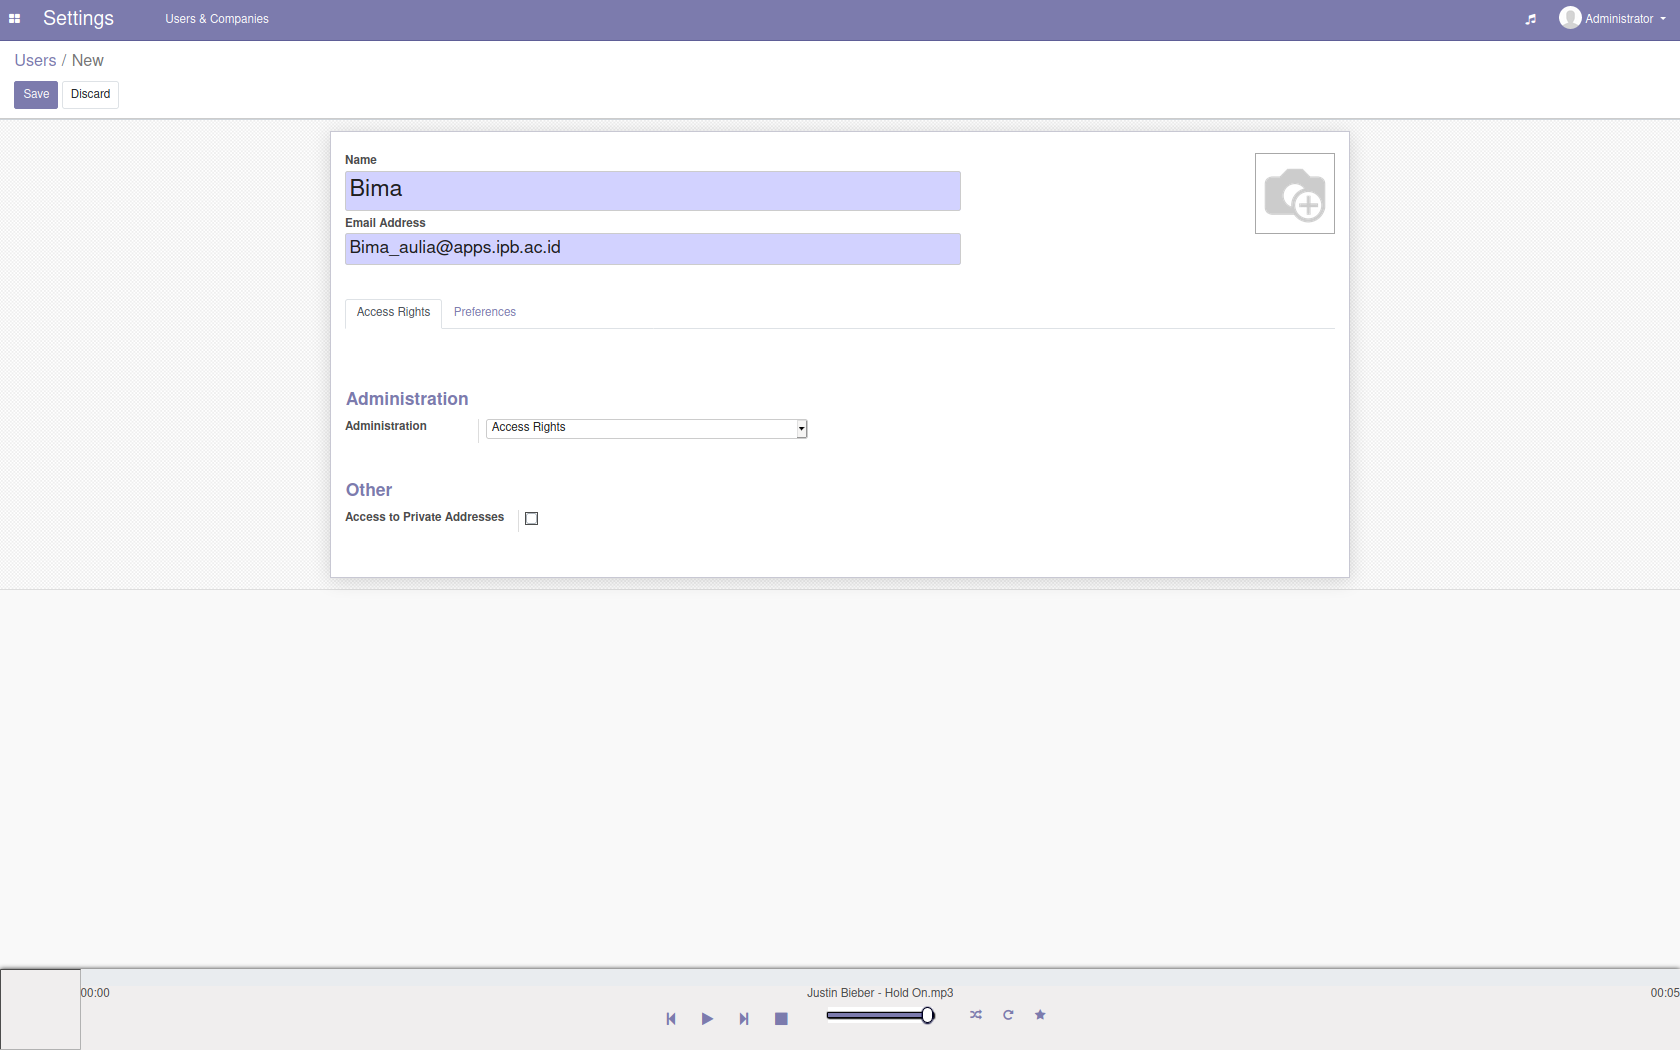 Settings Users & Companies Administrator
Users / New
Save Discard
Name
Bima
Email Address
Bima_aulia@apps.ipb.ac.id
Access Rights Preferences
Administration
Administration Access Rights
Other
Access to Private Addresses
00:00 Justin Bieber - Hold On.mp3 00:05